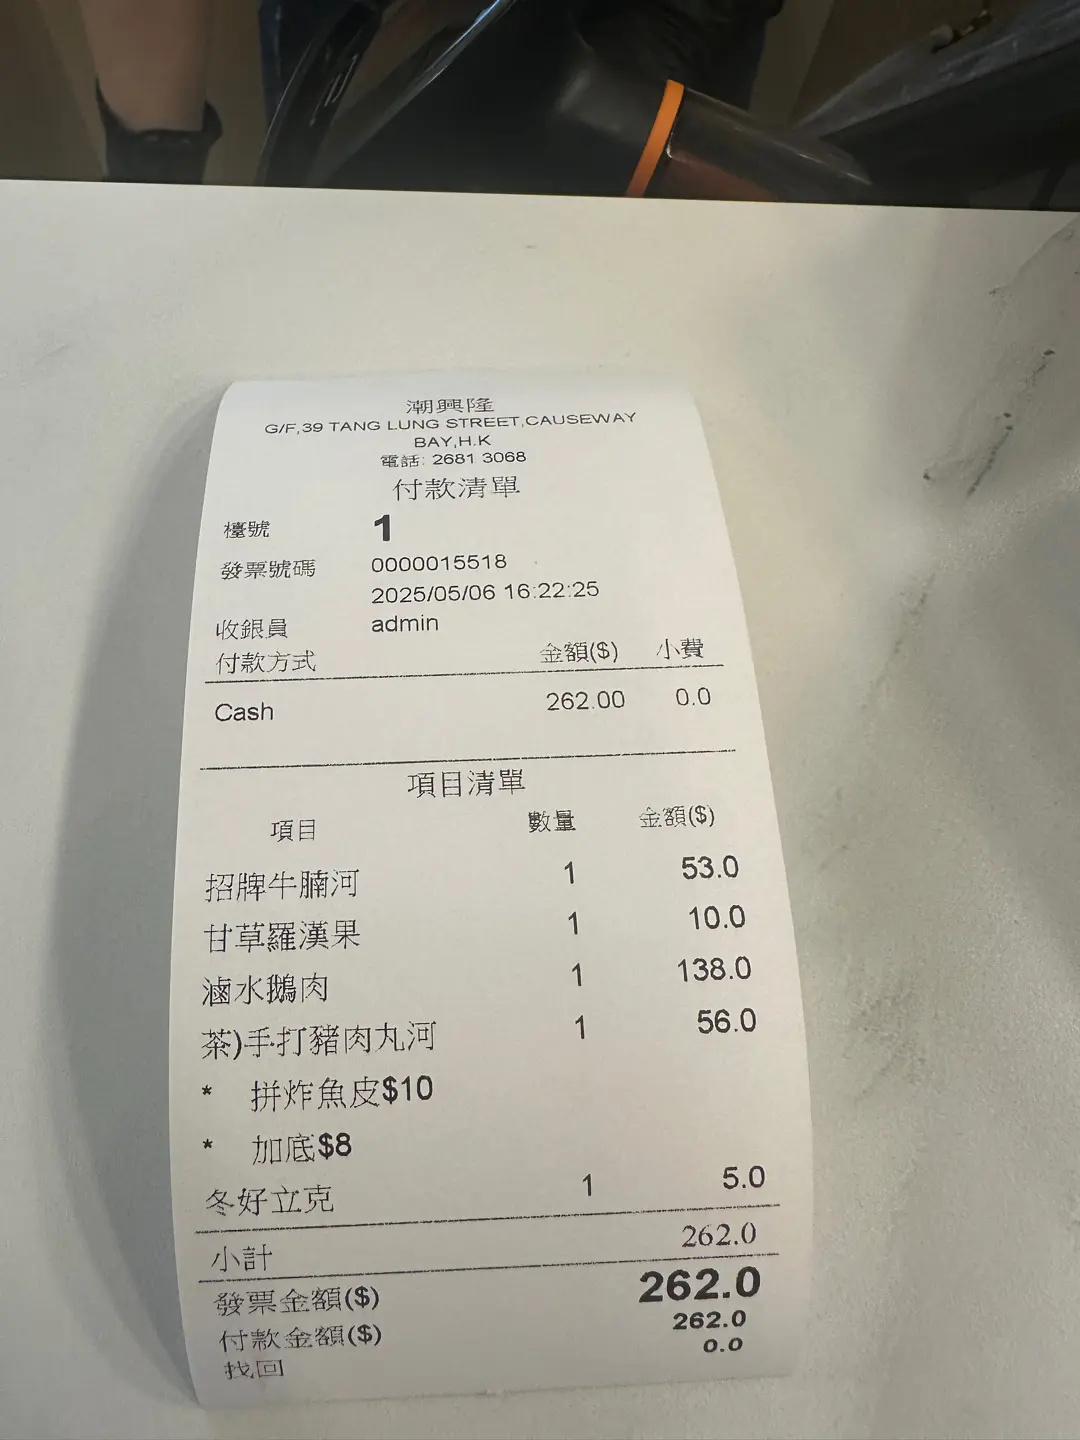 潮興隆
G/F,39 TANG LUNG STREET,CAUSEWAY
BAY,H.K
電話: 2681 3068
付款清單
檯號 1
發票號碼 0000015518
2025/05/06 16:22:25
收銀員 admin
付款方式 金額($) 小費
Cash 262.00 0.0
項目清單
項目 數量 金額($)
招牌牛腩河 1 53.0
甘草羅漢果 1 10.0
滷水鵝肉 1 138.0
茶)手打豬肉丸河 1 56.0
* 拼炸魚皮$10
* 加底$8
冬好立克 1 5.0
小計 262.0
發票金額($) 262.0
付款金額($) 262.0
找回 0.0